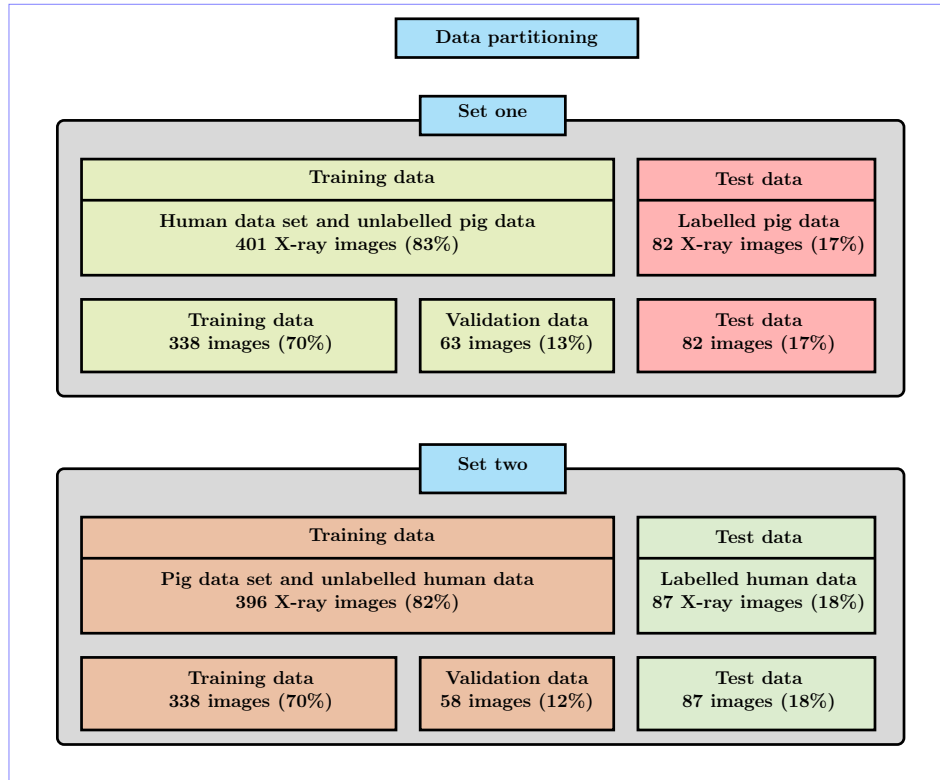 Data partitioning
Set one
Training data
Human data set and unlabelled pig data
401 X-ray images (83%)
Test data
Labelled pig data
82 X-ray images (17%)
Training data
338 images (70%)
Validation data
63 images (13%)
Test data
82 images (17%)
Set two
Training data
Pig data set and unlabelled human data
396 X-ray images (82%)
Test data
Labelled human data
87 X-ray images (18%)
Training data
338 images (70%)
Validation data
58 images (12%)
Test data
87 images (18%)